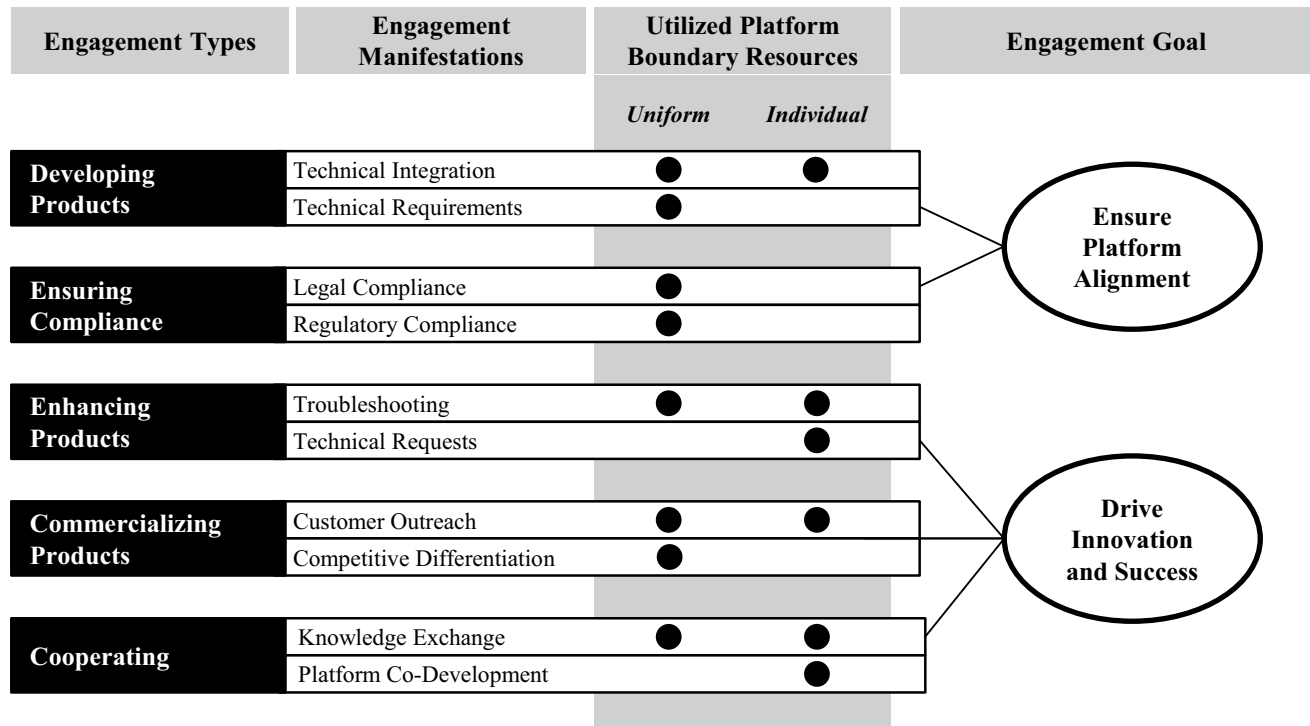 Engagement Types
Engagement
Manifestations
Utilized Platform
Boundary Resources
Engagement Goal
Uniform
Individual
Developing
Products
Technical Integration
Technical Requirements
Ensuring
Compliance
Legal Compliance
Regulatory Compliance
Ensure
Platform
Alignment
Enhancing
Products
Troubleshooting
Technical Requests
Commercializing
Products
Customer Outreach
Competitive Differentiation
Cooperating
Knowledge Exchange
Platform Co-Development
Drive
Innovation
and Success